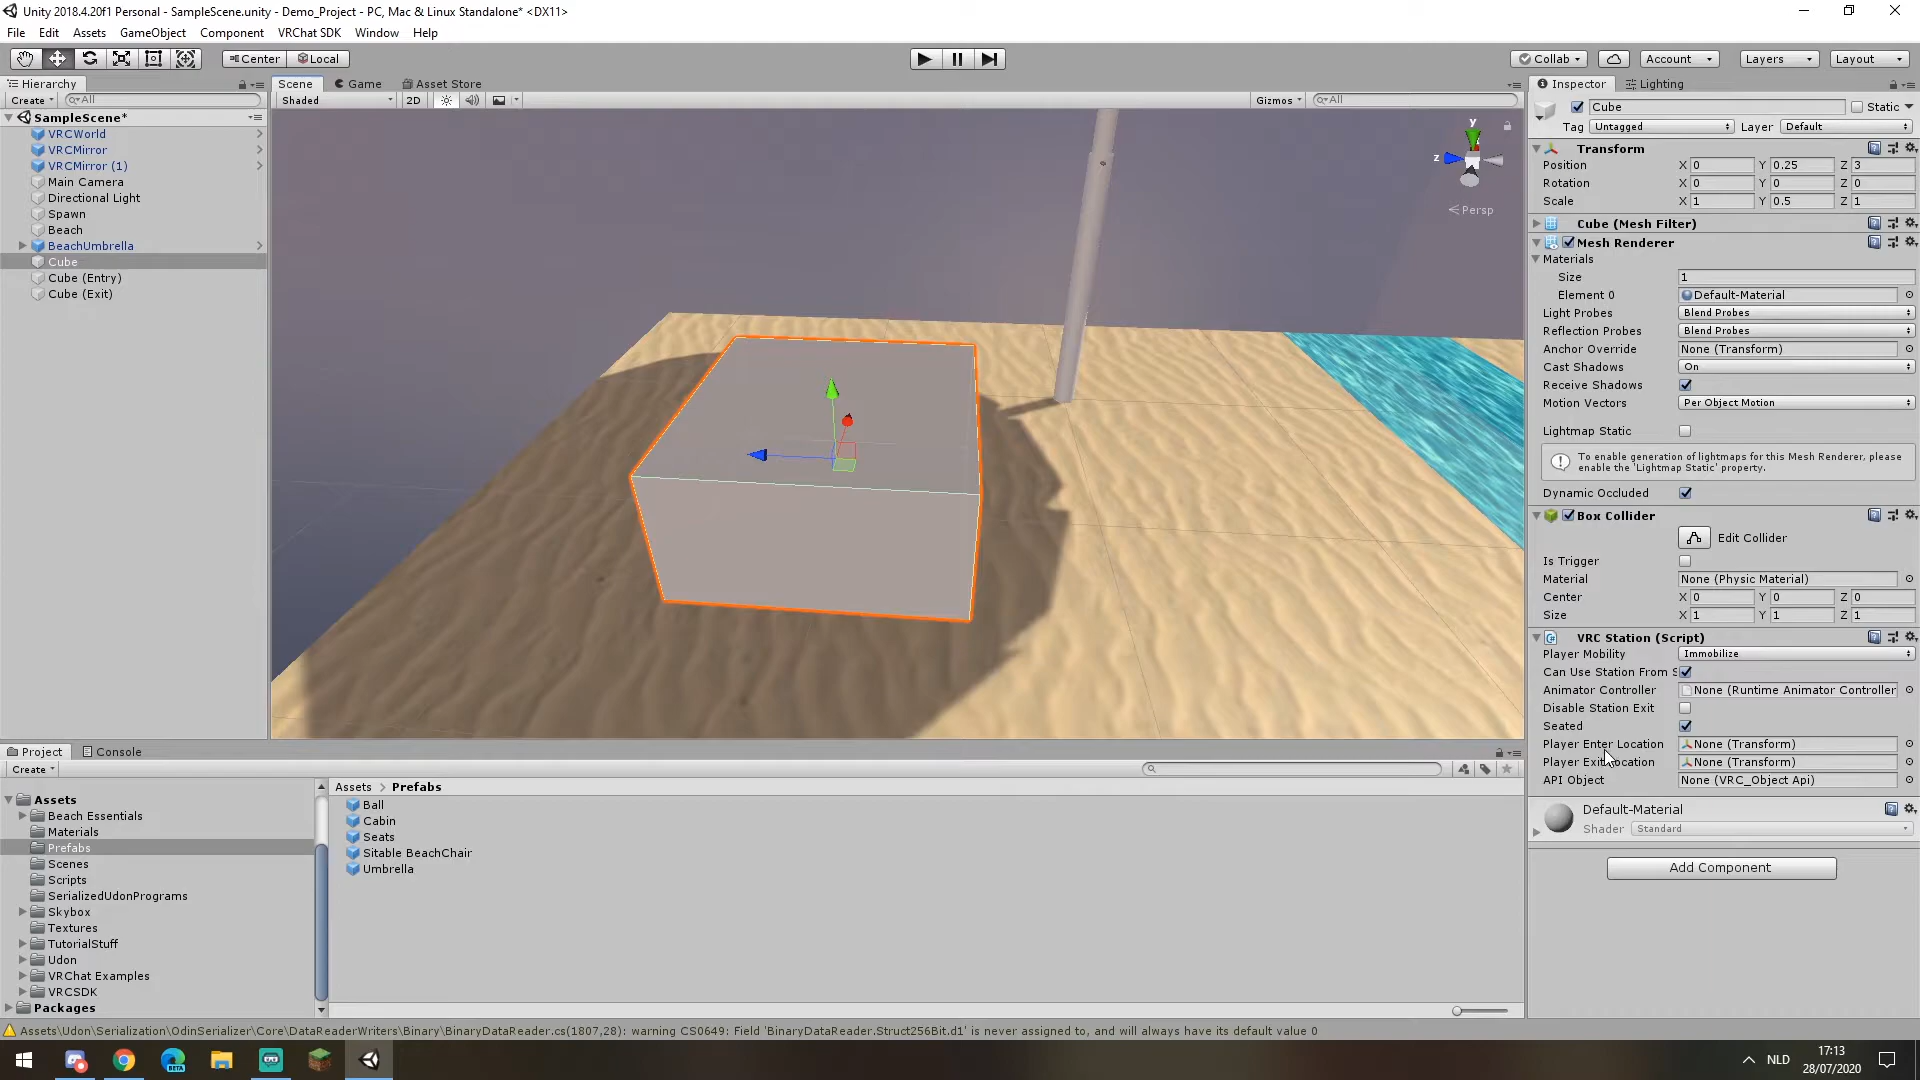 Unity 2018.4.20f1 Personal - SampleScene.unity - Demo_Project - PC, Mac & Linux Standalone* <DX11>
File Edit Assets GameObject Component VRChat SDK Window Help
Center Local Collab Account Layers Layout
Hierarchy
Create All
SampleScene*
VRCWorld
VRCMirror
VRCMirror (1)
Main Camera
Directional Light
Spawn
Beach
BeachUmbrella
Cube
Cube (Entry)
Cube (Exit)
Scene Game Asset Store
Shaded 2D Gizmos All
y
z
Persp
Inspector Lighting
Cube Static
Tag Untagged Layer Default
Transform
Position X 0 Y 0.25 Z 3
Rotation X 0 Y 0 Z 0
Scale X 1 Y 0.5 Z 1
Cube (Mesh Filter)
Mesh Renderer
Materials
Size 1
Element 0 Default-Material
Light Probes Blend Probes
Reflection Probes Blend Probes
Anchor Override None (Transform)
Cast Shadows On
Receive Shadows
Motion Vectors Per Object Motion
Lightmap Static
To enable generation of lightmaps for this Mesh Renderer, please
enable the 'Lightmap Static' property.
Dynamic Occluded
Box Collider
Edit Collider
Is Trigger
Material None (Physic Material)
Center X 0 Y 0 Z 0
Size X 1 Y 1 Z 1
VRC Station (Script)
Player Mobility Immobilize
Can Use Station From S
Animator Controller None (Runtime Animator Controller
Disable Station Exit
Seated
Player Enter Location None (Transform)
Player Exit Location None (Transform)
API Object None (VRC_Object Api)
Default-Material
Shader Standard
Add Component
Project Console
Create
Assets
Beach Essentials
Materials
Prefabs
Scenes
Scripts
SerializedUdonPrograms
Skybox
Textures
TutorialStuff
Udon
VRChat Examples
VRCSDK
Packages
Assets > Prefabs
Ball
Cabin
Seats
Sitable BeachChair
Umbrella
Assets\Udon\Serialization\OdinSerializer\Core\DataReaderWriters\Binary\BinaryDataReader.cs(1807,28): warning CS0649: Field 'BinaryDataReader.Struct256Bit.d1' is never assigned to, and will always have its default value 0
BETA
NLD
17:13
28/07/2020